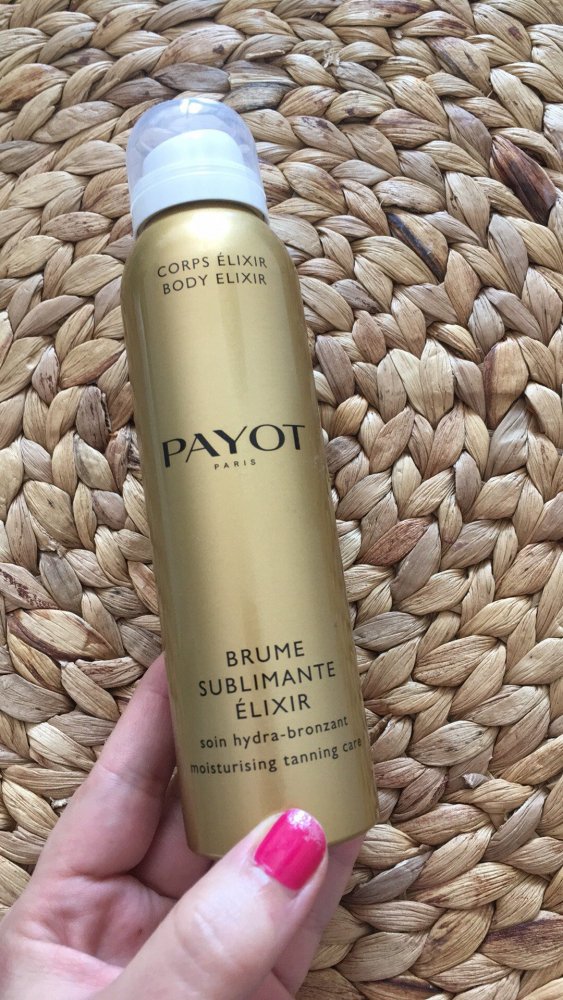 CORPS ÉLIXIR
BODY ELIXIR
PAYOT
PARIS
BRUME
SUBLIMANTE
ÉLIXIR
soin hydra-bronzant
moisturising tanning care